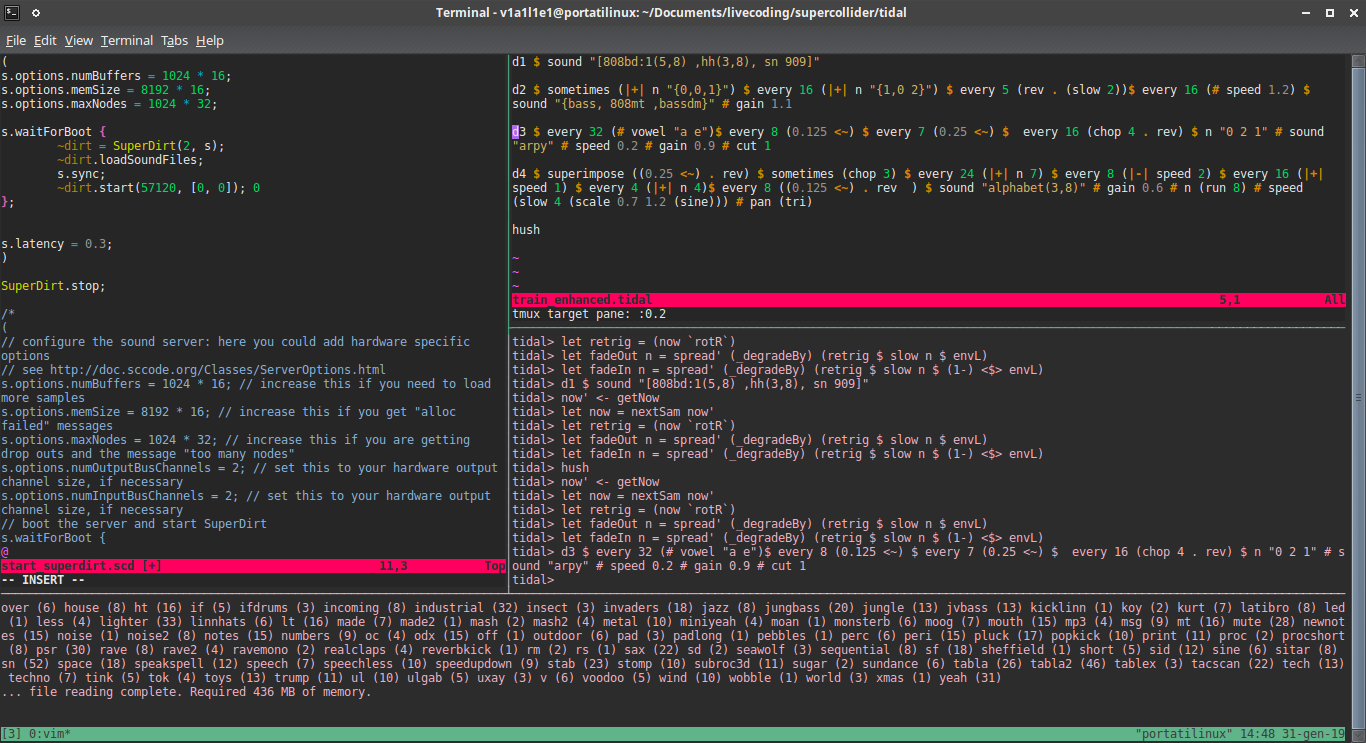 Terminal - v1a1l1e1@portatilinux: ~/Documents/livecoding/supercollider/tidal
File Edit View Terminal Tabs Help
(
s.options.numBuffers = 1024 * 16;
s.options.memSize = 8192 * 16;
s.options.maxNodes = 1024 * 32;
s.waitForBoot {
~dirt = SuperDirt(2, s);
~dirt.loadSoundFiles;
s.sync;
~dirt.start(57120, [0, 0]); 0
};
s.latency = 0.3;
)
SuperDirt.stop;
/*
(
// configure the sound server: here you could add hardware specific
options
// see http://doc.sccode.org/Classes/ServerOptions.html
s.options.numBuffers = 1024 * 16; // increase this if you need to load
more samples
s.options.memSize = 8192 * 16; // increase this if you get "alloc
failed" messages
s.options.maxNodes = 1024 * 32; // increase this if you are getting
drop outs and the message "too many nodes"
s.options.numOutputBusChannels = 2; // set this to your hardware output
channel size, if necessary
s.options.numInputBusChannels = 2; // set this to your hardware output
channel size, if necessary
// boot the server and start SuperDirt
s.waitForBoot {
@
start_superdirt.scd [+] 11,3 Top
-- INSERT --
d1 $ sound "[808bd:1(5,8) ,hh(3,8), sn 909]"
d2 $ sometimes (|+| n "{0,0,1}") $ every 16 (|+| n "{1,0 2}") $ every 5 (rev . (slow 2))$ every 16 (# speed 1.2) $
sound "{bass, 808mt ,bassdm}" # gain 1.1
d3 $ every 32 (# vowel "a e")$ every 8 (0.125 <~) $ every 7 (0.25 <~) $  every 16 (chop 4 . rev) $ n "0 2 1" # sound
"arpy" # speed 0.2 # gain 0.9 # cut 1
d4 $ superimpose ((0.25 <~) . rev) $ sometimes (chop 3) $ every 24 (|+| n 7) $ every 8 (|-| speed 2) $ every 16 (|+|
speed 1) $ every 4 (|+| n 4)$ every 8 ((0.125 <~) . rev  ) $ sound "alphabet(3,8)" # gain 0.6 # n (run 8) # speed
(slow 4 (scale 0.7 1.2 (sine))) # pan (tri)
hush
~
~
~
train_enhanced.tidal 5,1 All
tmux target pane: :0.2
tidal> let retrig = (now `rotR`)
tidal> let fadeOut n = spread' (_degradeBy) (retrig $ slow n $ envL)
tidal> let fadeIn n = spread' (_degradeBy) (retrig $ slow n $ (1-) <$> envL)
tidal> d1 $ sound "[808bd:1(5,8) ,hh(3,8), sn 909]"
tidal> now' <- getNow
tidal> let now = nextSam now'
tidal> let retrig = (now `rotR`)
tidal> let fadeOut n = spread' (_degradeBy) (retrig $ slow n $ envL)
tidal> let fadeIn n = spread' (_degradeBy) (retrig $ slow n $ (1-) <$> envL)
tidal> hush
tidal> now' <- getNow
tidal> let now = nextSam now'
tidal> let retrig = (now `rotR`)
tidal> let fadeOut n = spread' (_degradeBy) (retrig $ slow n $ envL)
tidal> let fadeIn n = spread' (_degradeBy) (retrig $ slow n $ (1-) <$> envL)
tidal> d3 $ every 32 (# vowel "a e")$ every 8 (0.125 <~) $ every 7 (0.25 <~) $  every 16 (chop 4 . rev) $ n "0 2 1" # s
ound "arpy" # speed 0.2 # gain 0.9 # cut 1
tidal>
over (6) house (8) ht (16) if (5) ifdrums (3) incoming (8) industrial (32) insect (3) invaders (18) jazz (8) jungbass (20) jungle (13) jvbass (13) kicklinn (1) koy (2) kurt (7) latibro (8) led
(1) less (4) lighter (33) linnhats (6) lt (16) made (7) made2 (1) mash (2) mash2 (4) metal (10) miniyeah (4) moan (1) monsterb (6) moog (7) mouth (15) mp3 (4) msg (9) mt (16) mute (28) newnot
es (15) noise (1) noise2 (8) notes (15) numbers (9) oc (4) odx (15) off (1) outdoor (6) pad (3) padlong (1) pebbles (1) perc (6) peri (15) pluck (17) popkick (10) print (11) proc (2) procshort
(8) psr (30) rave (8) rave2 (4) ravemono (2) realclaps (4) reverbkick (1) rm (2) rs (1) sax (22) sd (2) seawolf (3) sequential (8) sf (18) sheffield (1) short (5) sid (12) sine (6) sitar (8)
sn (52) space (18) speakspell (12) speech (7) speechless (10) speedupdown (9) stab (23) stomp (10) subroc3d (11) sugar (2) sundance (6) tabla (26) tabla2 (46) tablex (3) tacscan (22) tech (13)
techno (7) tink (5) tok (4) toys (13) trump (11) ul (10) ulgab (5) uxay (3) v (6) voodoo (5) wind (10) wobble (1) world (3) xmas (1) yeah (31)
... file reading complete. Required 436 MB of memory.
[3] 0:vim* "portatilinux" 14:48 31-gen-19